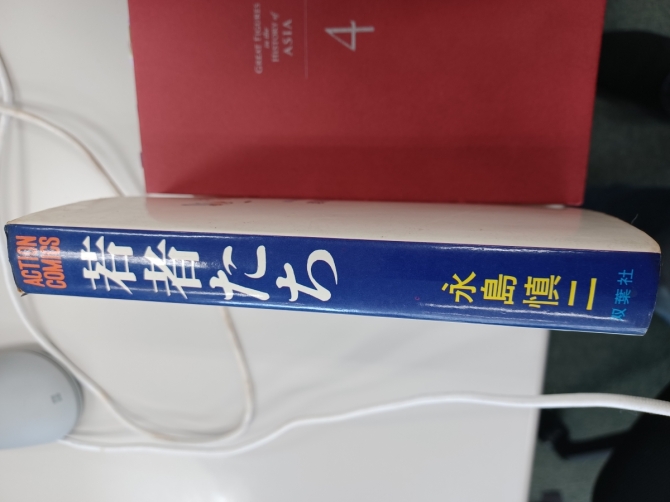 GREAT FIGURES
in the
HISTORY of
ASIA
4
ACTION
COMICS
若者たち
永島慎二
双葉社